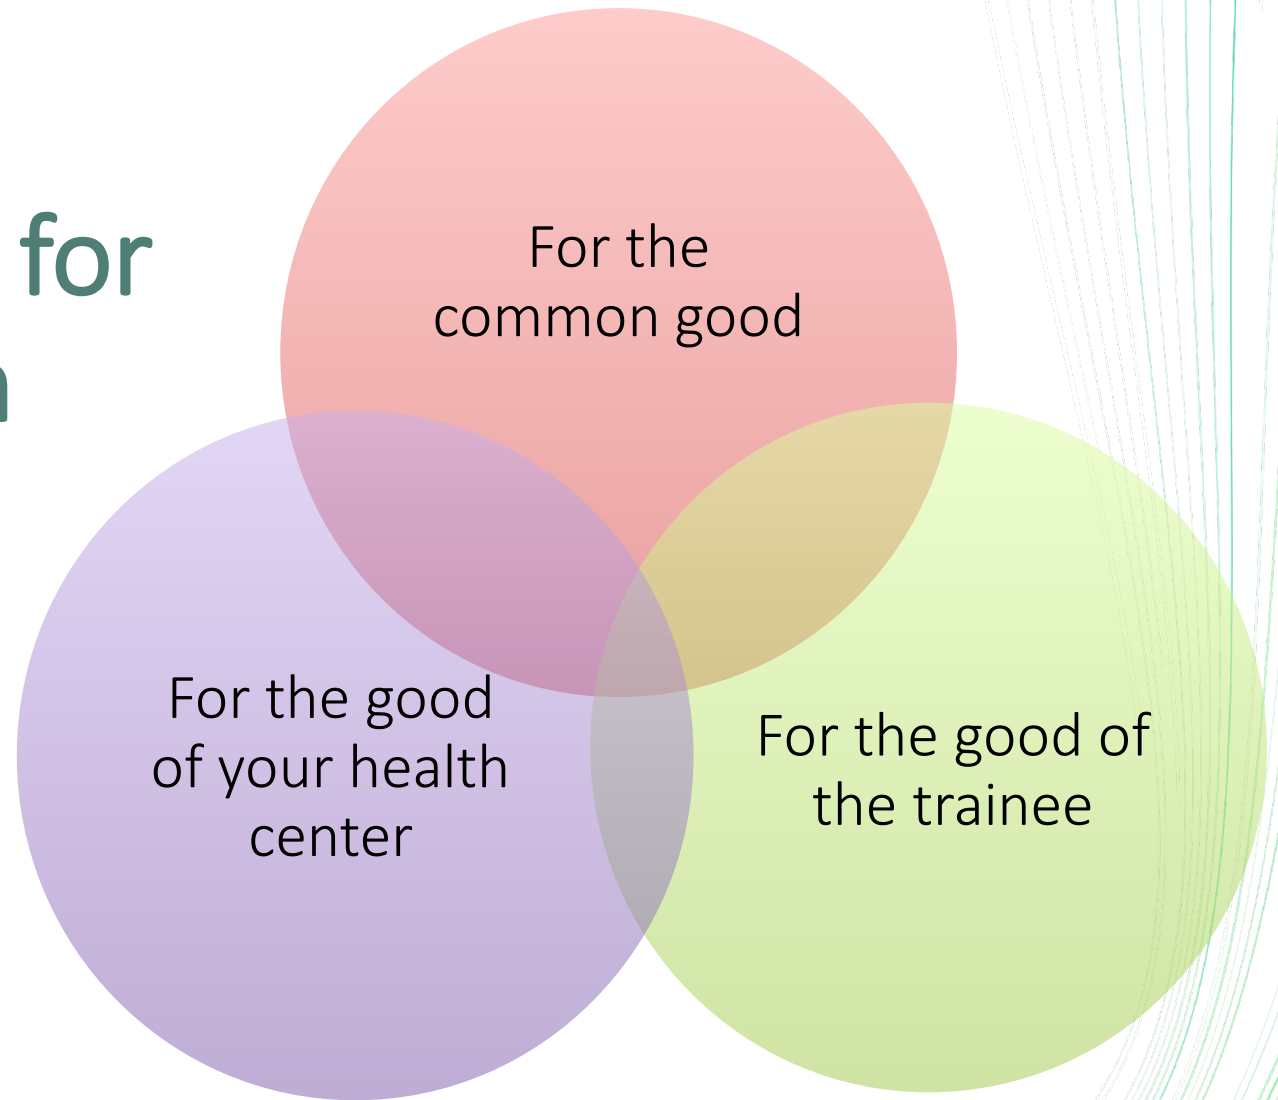 for
For the
common good
For the good
of your health
center
For the good of
the trainee